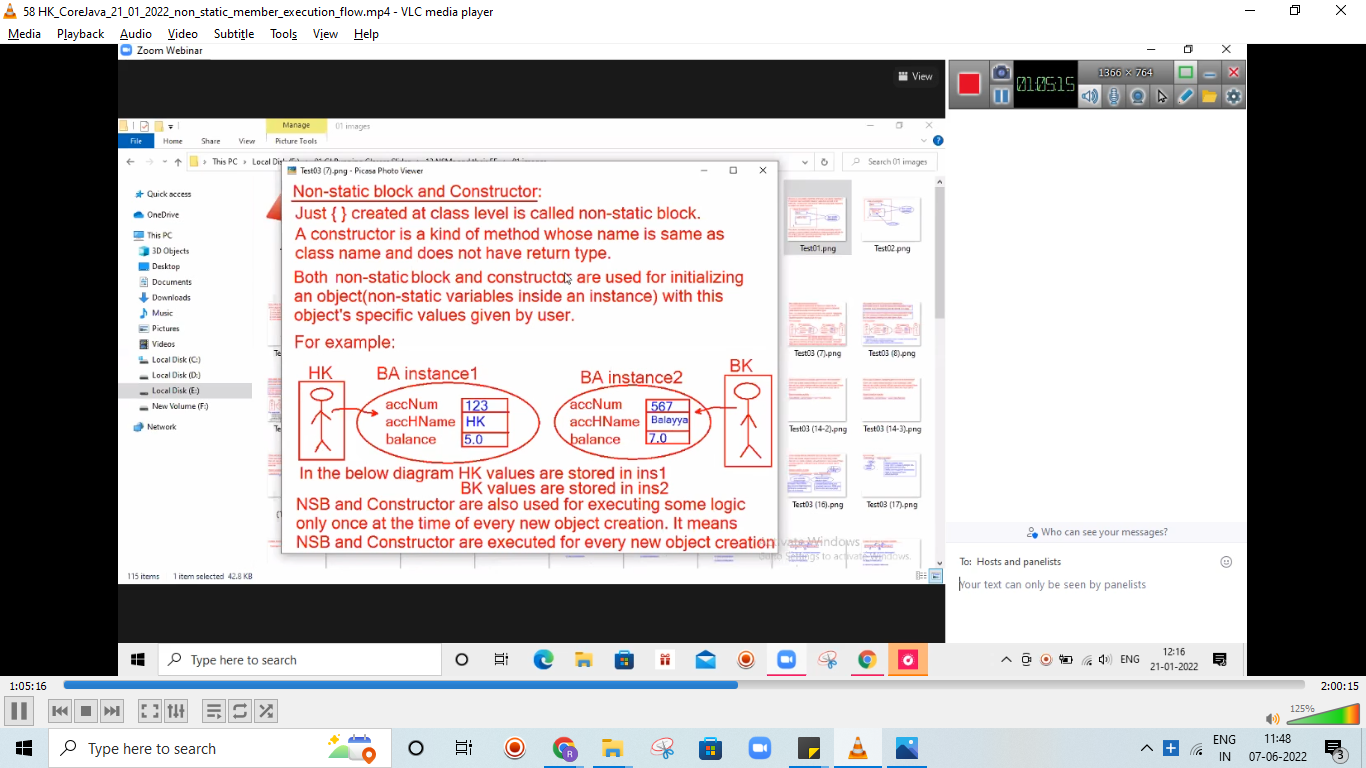 58 HK_CoreJava_21_01_2022_non_static_member_execution_flow.mp4 - VLC media player
Media Playback Audio Video Subtitle Tools View Help
Zoom Webinar
1366 × 764
01:05:15
View
Manage
01 images
File Home Share View Picture Tools
This PC
Search 01 images
Test03 (7).png - Picasa Photo Viewer
Quick access
OneDrive
This PC
3D Objects
Desktop
Documents
Downloads
Music
Pictures
Videos
Local Disk (C:)
Local Disk (D:)
Local Disk (E:)
New Volume (F:)
Network
Non-static block and Constructor:
Just { } created at class level is called non-static block.
A constructor is a kind of method whose name is same as
class name and does not have return type.
Both non-static block and constructor are used for initializing
an object(non-static variables inside an instance) with this
object's specific values given by user.
For example:
HK BA instance1 BA instance2 BK
accNum 123 accNum 567
accHName HK accHName Balayya
balance 5.0 balance 7.0
In the below diagram HK values are stored in ins1
BK values are stored in ins2
NSB and Constructor are also used for executing some logic
only once at the time of every new object creation. It means
NSB and Constructor are executed for every new object creation
Test01.png Test02.png
Test03 (7).png Test03 (8).png
Test03 (14-2).png Test03 (14-3).png
Test03 (16).png Test03 (17).png
115 items 1 item selected 42.8 KB
Who can see your messages?
To: Hosts and panelists
Your text can only be seen by panelists
Type here to search
ENG
12:16
21-01-2022
1:05:16
2:00:15
125%
Type here to search
ENG
IN
11:48
07-06-2022
3